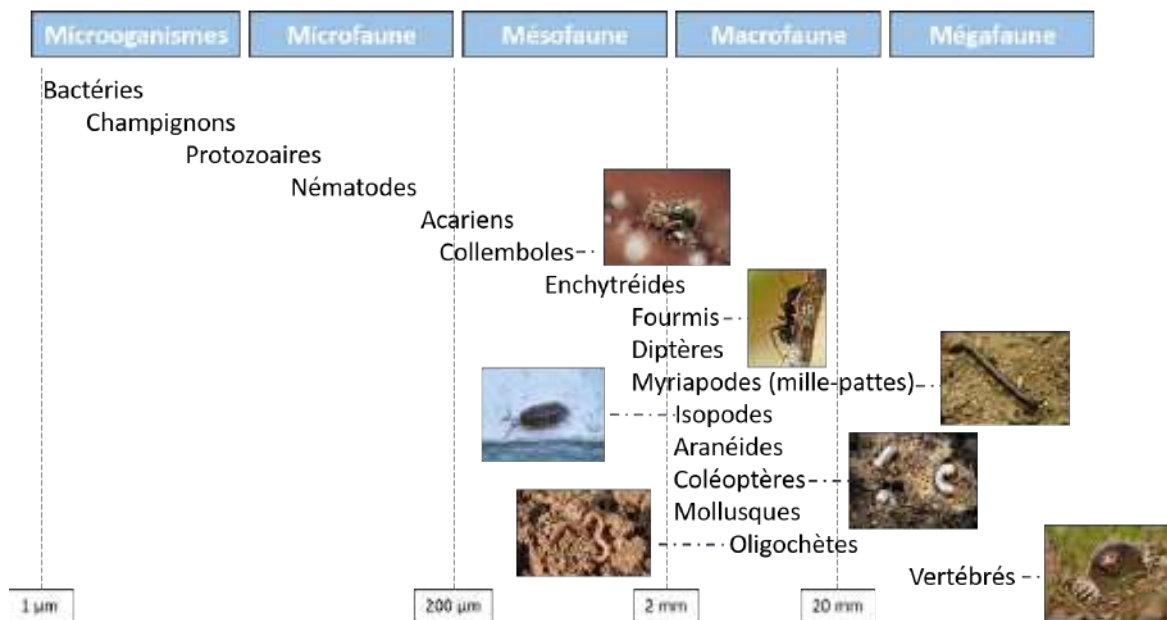 Microoganismes
Microfaune
Mésofaune
Macrofaune
Mégafaune
Bactéries
Champignons
Protozoaires
Nématodes
Acariens
Collemboles
Enchytréides
Fourmis
Diptères
Myriapodes (mille-pattes)
Isopodes
Aranéides
Coléoptères
Mollusques
Oligochètes
Vertébrés
1 µm
200 µm
2 mm
20 mm